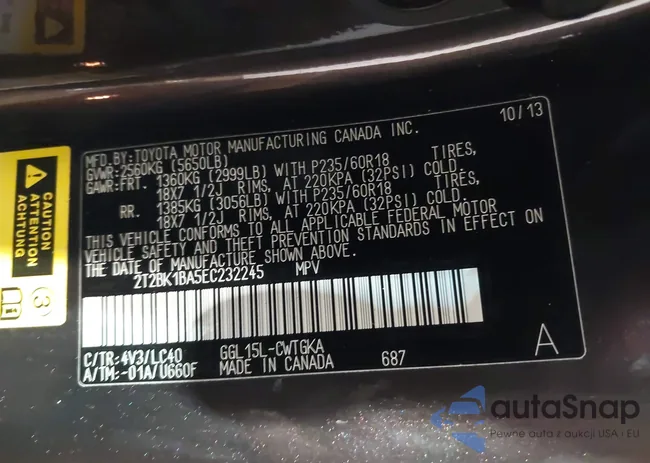 10/13
MFD.BY:TOYOTA MOTOR MANUFACTURING CANADA INC.
GVWR:2560KG (5650LB)
GAWR:FRT. 1360KG (2999LB) WITH P235/60R18 TIRES,
18X7 1/2J RIMS, AT 220KPA (32PSI) COLD.
RR. 1385KG (3056LB) WITH P235/60R18 TIRES,
18X7 1/2J RIMS, AT 220KPA (32PSI) COLD.
THIS VEHICLE CONFORMS TO ALL APPLICABLE FEDERAL MOTOR
VEHICLE SAFETY AND THEFT PREVENTION STANDARDS IN EFFECT ON
THE DATE OF MANUFACTURE SHOWN ABOVE.
2T2BK1BA5EC232245 MPV
C/TR:4V3/LC40 GGL15L-CWTGKA
A/TM:-01A/U660F MADE IN CANADA 687
A
CAUTION
ATTENTION
ACHTUNG
3
autaSnap
Pewne auta z aukcji USA i EU